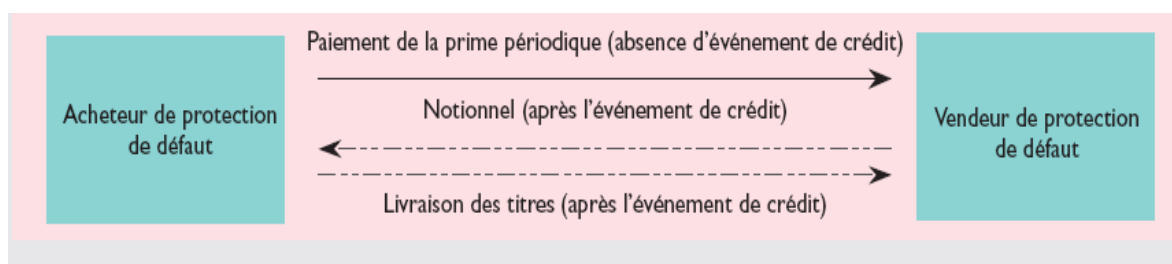 Paiement de la prime périodique (absence d'événement de crédit)
Acheteur de protection
de défaut
Notionnel (après l'événement de crédit)
Vendeur de protection
de défaut
Livraison des titres (après l'événement de crédit)